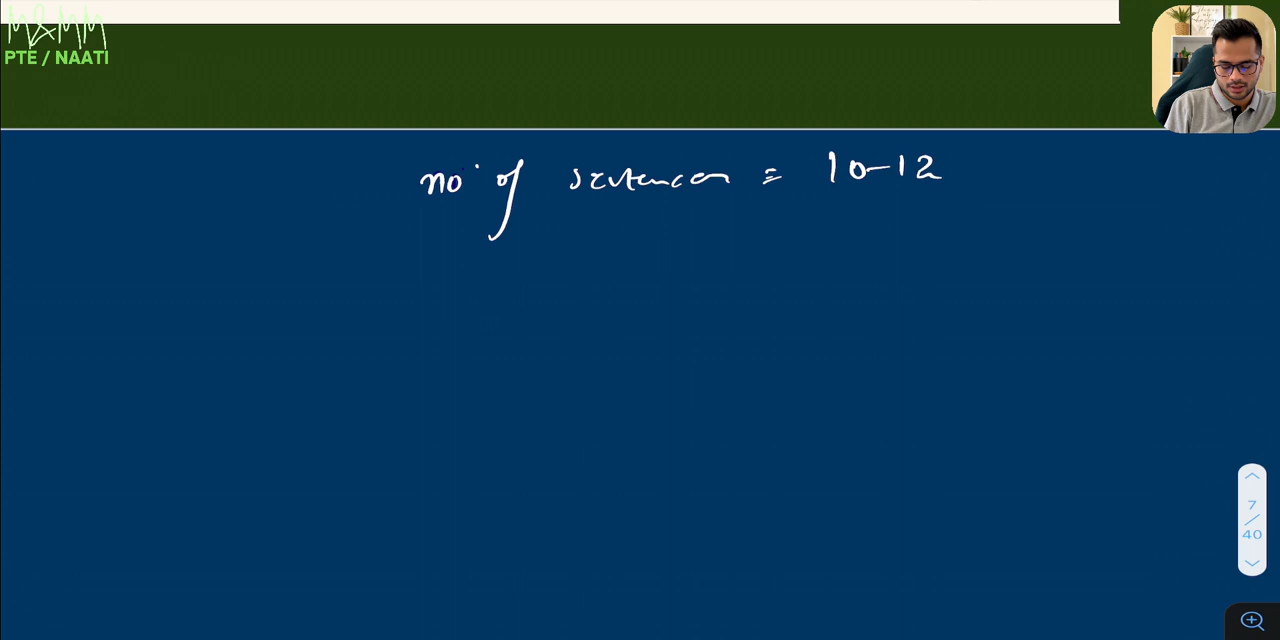 PTE / NAATI
no. of sentences = 10-12
7
/
40